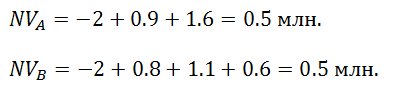 NV_A = −2 + 0.9 + 1.6 = 0.5 млн.
NV_B = −2 + 0.8 + 1.1 + 0.6 = 0.5 млн.